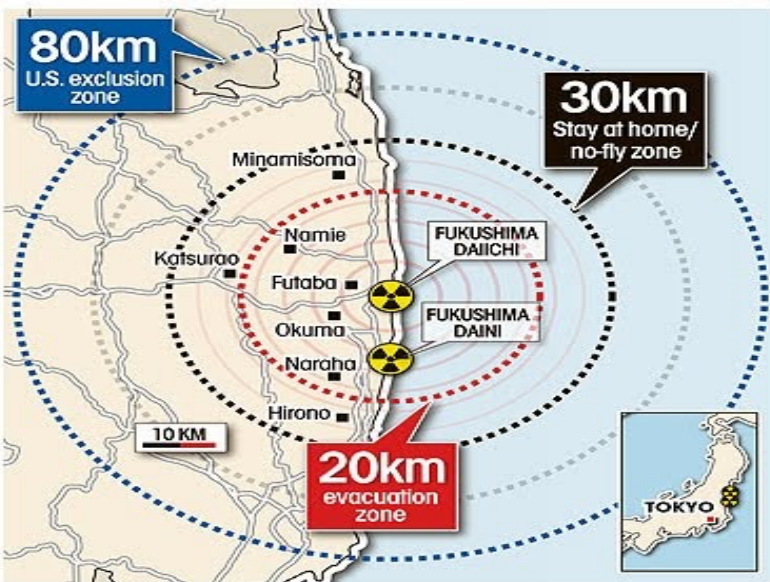 80km
U.S. exclusion
zone
30km
Stay at home/
no-fly zone
Minamisoma
Namie
FUKUSHIMA
DAIICHI
Katsurao
Futaba
Okuma
FUKUSHIMA
DAINI
Naraha
Hirono
10 KM
20km
evacuation
zone
TOKYO